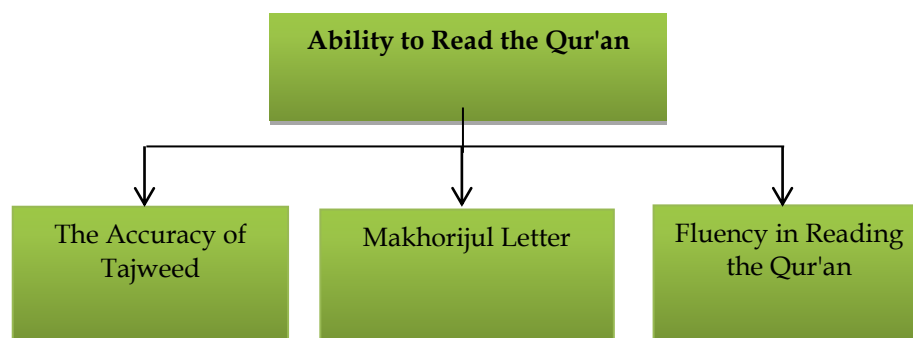 Ability to Read the Qur'an
The Accuracy of
Tajweed
Makhorijul Letter
Fluency in Reading
the Qur'an